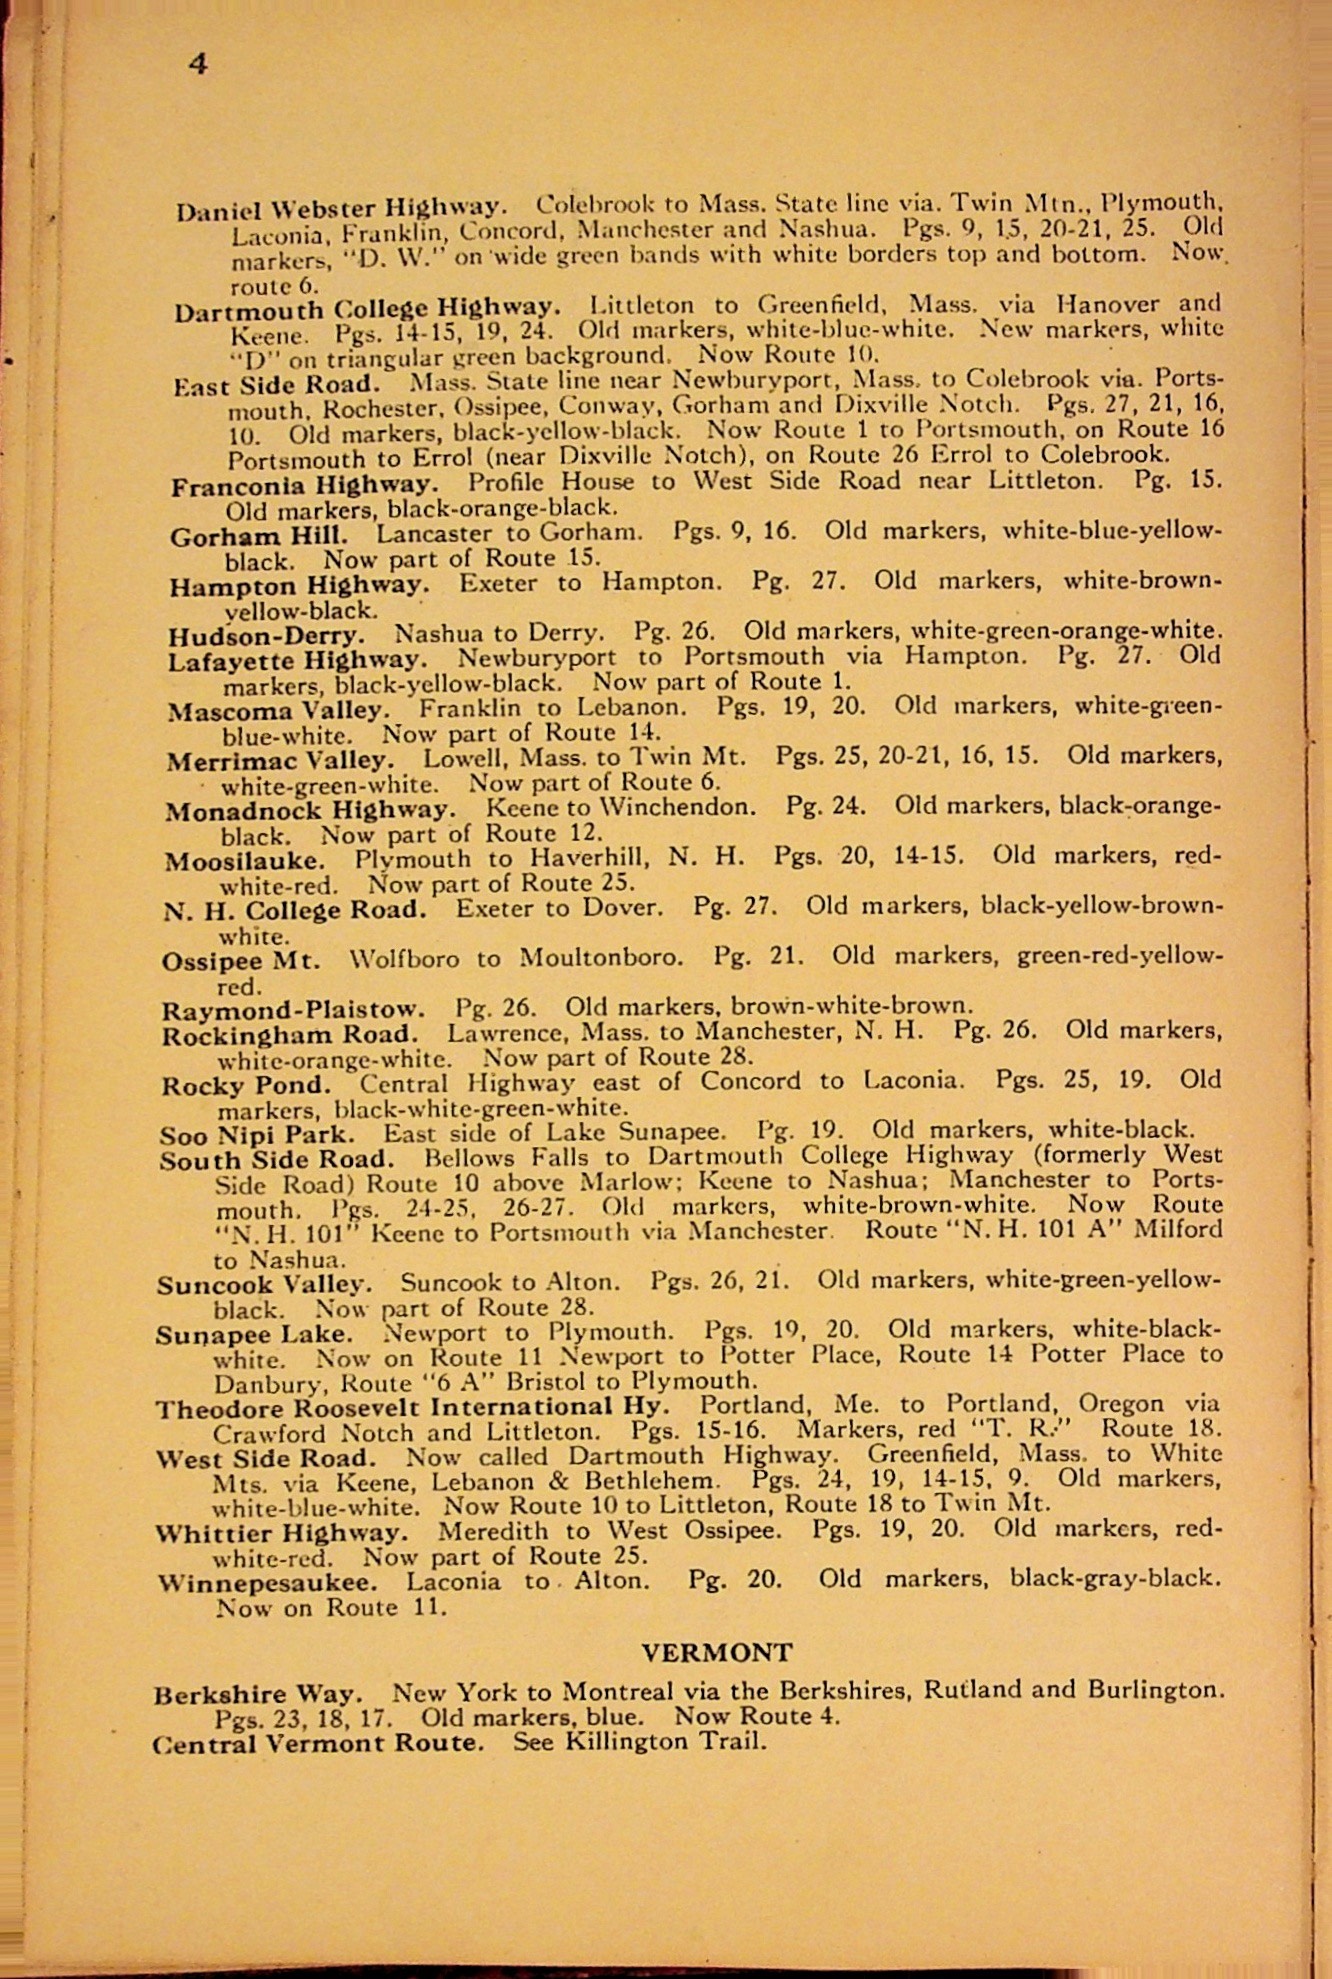 4
Daniel Webster Highway. Colebrook to Mass. State line via. Twin Mtn., Plymouth,
Laconia, Franklin, Concord, Manchester and Nashua. Pgs. 9, 15, 20-21, 25. Old
markers, "D. W." on wide green bands with white borders top and bottom. Now
route 6.
Dartmouth College Highway. Littleton to Greenfield, Mass. via Hanover and
Keene. Pgs. 14-15, 19, 24. Old markers, white-blue-white. New markers, white
"D" on triangular green background. Now Route 10.
East Side Road. Mass. State line near Newburyport, Mass. to Colebrook via. Ports-
mouth, Rochester, Ossipee, Conway, Gorham and Dixville Notch. Pgs. 27, 21, 16,
10. Old markers, black-yellow-black. Now Route 1 to Portsmouth, on Route 16
Portsmouth to Errol (near Dixville Notch), on Route 26 Errol to Colebrook.
Franconia Highway. Profile House to West Side Road near Littleton. Pg. 15.
Old markers, black-orange-black.
Gorham Hill. Lancaster to Gorham. Pgs. 9, 16. Old markers, white-blue-yellow-
black. Now part of Route 15.
Hampton Highway. Exeter to Hampton. Pg. 27. Old markers, white-brown-
yellow-black.
Hudson-Derry. Nashua to Derry. Pg. 26. Old markers, white-green-orange-white.
Lafayette Highway. Newburyport to Portsmouth via Hampton. Pg. 27. Old
markers, black-yellow-black. Now part of Route 1.
Mascoma Valley. Franklin to Lebanon. Pgs. 19, 20. Old markers, white-green-
blue-white. Now part of Route 14.
Merrimac Valley. Lowell, Mass. to Twin Mt. Pgs. 25, 20-21, 16, 15. Old markers,
white-green-white. Now part of Route 6.
Monadnock Highway. Keene to Winchendon. Pg. 24. Old markers, black-orange-
black. Now part of Route 12.
Moosilauke. Plymouth to Haverhill, N. H. Pgs. 20, 14-15. Old markers, red-
white-red. Now part of Route 25.
N. H. College Road. Exeter to Dover. Pg. 27. Old markers, black-yellow-brown-
white.
Ossipee Mt. Wolfboro to Moultonboro. Pg. 21. Old markers, green-red-yellow-
red.
Raymond-Plaistow. Pg. 26. Old markers, brown-white-brown.
Rockingham Road. Lawrence, Mass. to Manchester, N. H. Pg. 26. Old markers,
white-orange-white. Now part of Route 28.
Rocky Pond. Central Highway east of Concord to Laconia. Pgs. 25, 19. Old
markers, black-white-green-white.
Soo Nipi Park. East side of Lake Sunapee. Pg. 19. Old markers, white-black.
South Side Road. Bellows Falls to Dartmouth College Highway (formerly West
Side Road) Route 10 above Marlow; Keene to Nashua; Manchester to Ports-
mouth. Pgs. 24-25, 26-27. Old markers, white-brown-white. Now Route
"N. H. 101" Keene to Portsmouth via Manchester. Route "N. H. 101 A" Milford
to Nashua.
Suncook Valley. Suncook to Alton. Pgs. 26, 21. Old markers, white-green-yellow-
black. Now part of Route 28.
Sunapee Lake. Newport to Plymouth. Pgs. 19, 20. Old markers, white-black-
white. Now on Route 11 Newport to Potter Place, Route 14 Potter Place to
Danbury, Route "6 A" Bristol to Plymouth.
Theodore Roosevelt International Hy. Portland, Me. to Portland, Oregon via
Crawford Notch and Littleton. Pgs. 15-16. Markers, red "T. R." Route 18.
West Side Road. Now called Dartmouth Highway. Greenfield, Mass. to White
Mts. via Keene, Lebanon & Bethlehem. Pgs. 24, 19, 14-15, 9. Old markers,
white-blue-white. Now Route 10 to Littleton, Route 18 to Twin Mt.
Whittier Highway. Meredith to West Ossipee. Pgs. 19, 20. Old markers, red-
white-red. Now part of Route 25.
Winnepesaukee. Laconia to Alton. Pg. 20. Old markers, black-gray-black.
Now on Route 11.
VERMONT
Berkshire Way. New York to Montreal via the Berkshires, Rutland and Burlington.
Pgs. 23, 18, 17. Old markers, blue. Now Route 4.
Central Vermont Route. See Killington Trail.